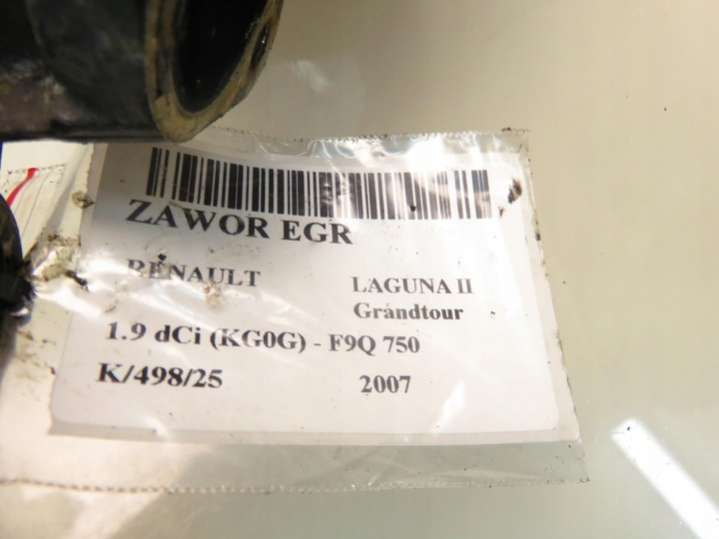 ZAWOR EGR
RENAULT LAGUNA II
Grandtour
1.9 dCi (KG0G) - F9Q 750
K/498/25 2007